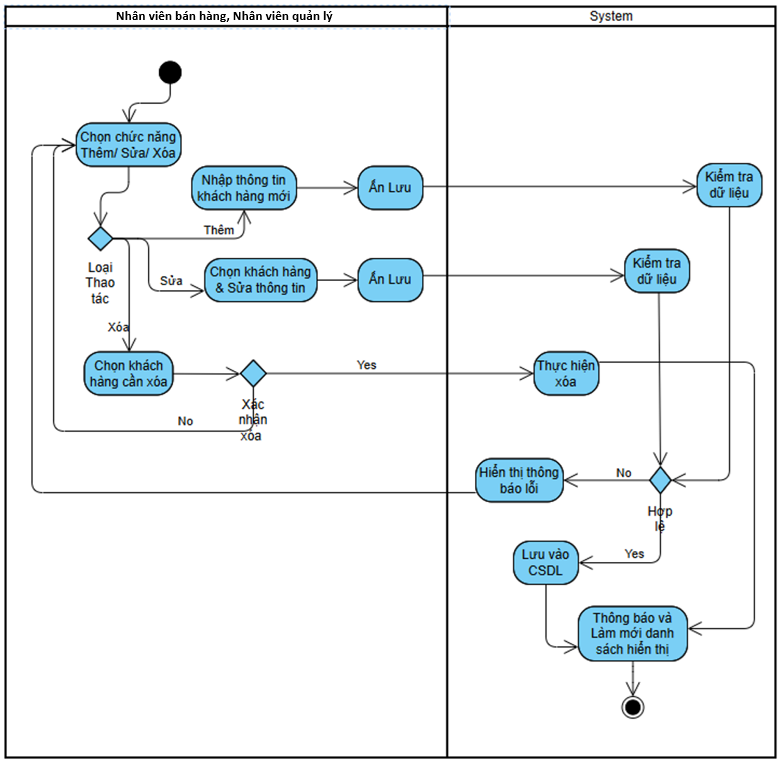 Nhân viên bán hàng, Nhân viên quản lý
System
Chọn chức năng
Thêm/ Sửa/ Xóa
Nhập thông tin
khách hàng mới
Ấn Lưu
Kiểm tra
dữ liệu
Thêm
Loại
Thao
tác
Sửa
Chọn khách hàng
& Sửa thông tin
Ấn Lưu
Kiểm tra
dữ liệu
Xóa
Chọn khách
hàng cần xóa
Yes
Thực hiện
xóa
Xác
nhận
xóa
No
Hiển thị thông
báo lỗi
No
Hợp
lệ
Lưu vào
CSDL
Yes
Thông báo và
Làm mới danh
sách hiển thị